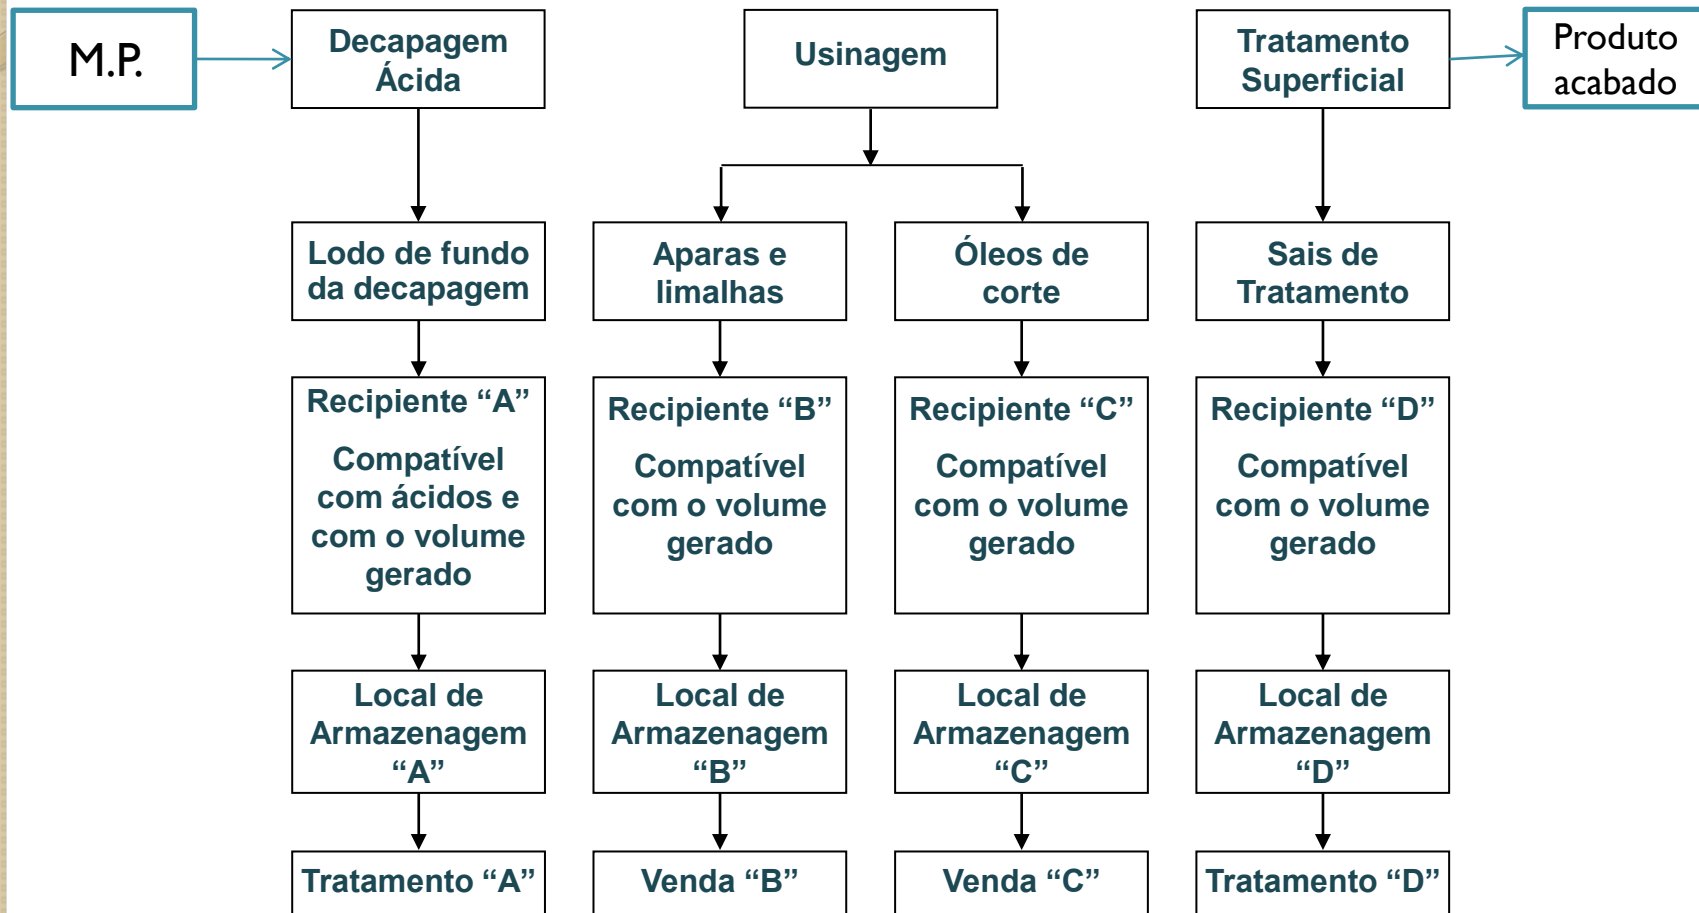 M.P.
Decapagem
Ácida
Usinagem
Tratamento
Superficial
Produto
acabado
Lodo de fundo
da decapagem
Aparas e
limalhas
Óleos de
corte
Sais de
Tratamento
Recipiente “A”
Compatível
com ácidos e
com o volume
gerado
Recipiente “B”
Compatível
com o volume
gerado
Recipiente “C”
Compatível
com o volume
gerado
Recipiente “D”
Compatível
com o volume
gerado
Local de
Armazenagem
“A”
Local de
Armazenagem
“B”
Local de
Armazenagem
“C”
Local de
Armazenagem
“D”
Tratamento “A”
Venda “B”
Venda “C”
Tratamento “D”